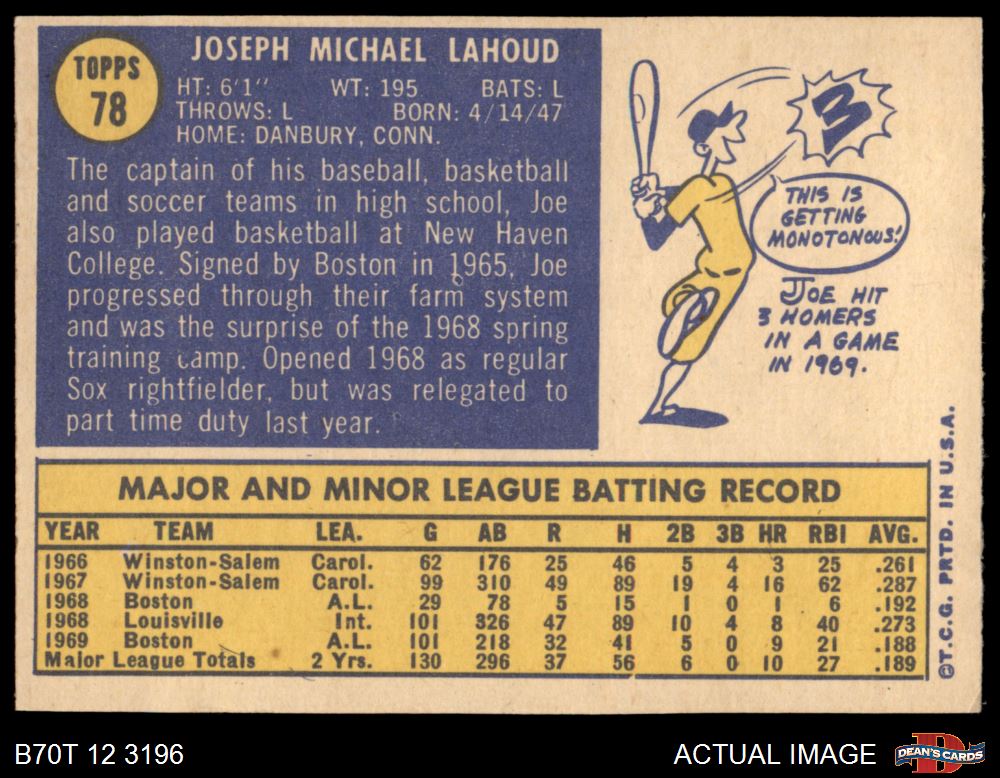 TOPPS
78
JOSEPH MICHAEL LAHOUD
HT: 6'1" WT: 195 BATS: L
THROWS: L BORN: 4/14/47
HOME: DANBURY, CONN.
The captain of his baseball, basketball
and soccer teams in high school, Joe
also played basketball at New Haven
College. Signed by Boston in 1965, Joe
progressed through their farm system
and was the surprise of the 1968 spring
training camp. Opened 1968 as regular
Sox rightfielder, but was relegated to
part time duty last year.
3
THIS IS
GETTING
MONOTONOUS!
JOE HIT
3 HOMERS
IN A GAME
IN 1969.
MAJOR AND MINOR LEAGUE BATTING RECORD
YEAR TEAM LEA. G AB R H 2B 3B HR RBI AVG.
1966 Winston-Salem Carol. 62 176 25 46 5 4 3 25 .261
1967 Winston-Salem Carol. 99 310 49 89 19 4 16 62 .287
1968 Boston A.L. 29 78 5 15 1 0 1 6 .192
1968 Louisville Int. 101 326 47 89 10 4 8 40 .273
1969 Boston A.L. 101 218 32 41 5 0 9 21 .188
Major League Totals 2 Yrs. 130 296 37 56 6 0 10 27 .189
©T.C.G. PRTD. IN U.S.A.
B70T 12 3196
ACTUAL IMAGE
D
DEAN'S CARDS